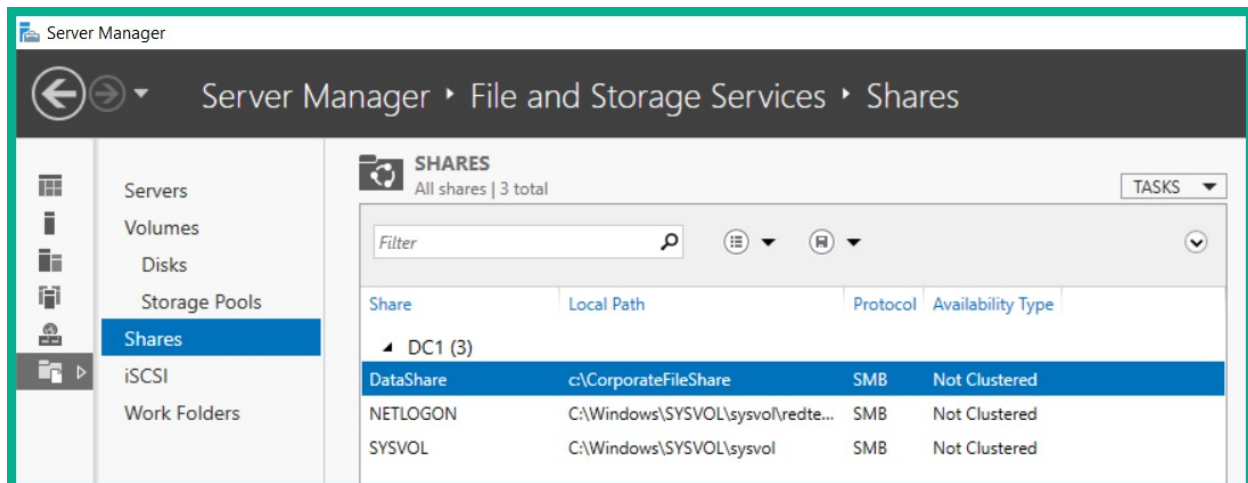 Server Manager
Server Manager ‣ File and Storage Services ‣ Shares
Servers
Volumes
Disks
Storage Pools
Shares
iSCSI
Work Folders
SHARES
All shares | 3 total
TASKS
Filter
Share Local Path Protocol Availability Type
DC1 (3)
DataShare c:\CorporateFileShare SMB Not Clustered
NETLOGON C:\Windows\SYSVOL\sysvol\redte... SMB Not Clustered
SYSVOL C:\Windows\SYSVOL\sysvol SMB Not Clustered